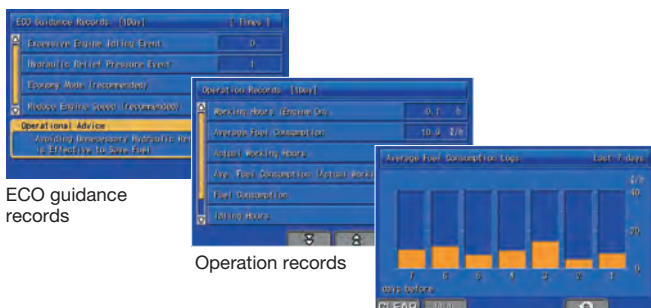 ECO Guidance Records [1Day] [ Times ]
Excessive Engine Idling Event 0
Hydraulic Relief Pressure Event 1
Economy Mode (recommended)
Reduce Engine Speed (recommended)
Operational Advice
Avoiding Unnecessary Hydraulic Rel
is Effective to Save Fuel
ECO guidance
records
Operation Records [1Day]
Working Hours (Engine On) 0.1 h
Average Fuel Consumption 10.9 ℓ/h
Actual Working Hours
Avg. Fuel Consumption (Actual Worki
Fuel Consumption
Idling Hours
Operation records
Average Fuel Consumption Logs Last 7 days
ℓ/h
40
20
0
7 6 5 4 3 2 1
days before
CLEAR